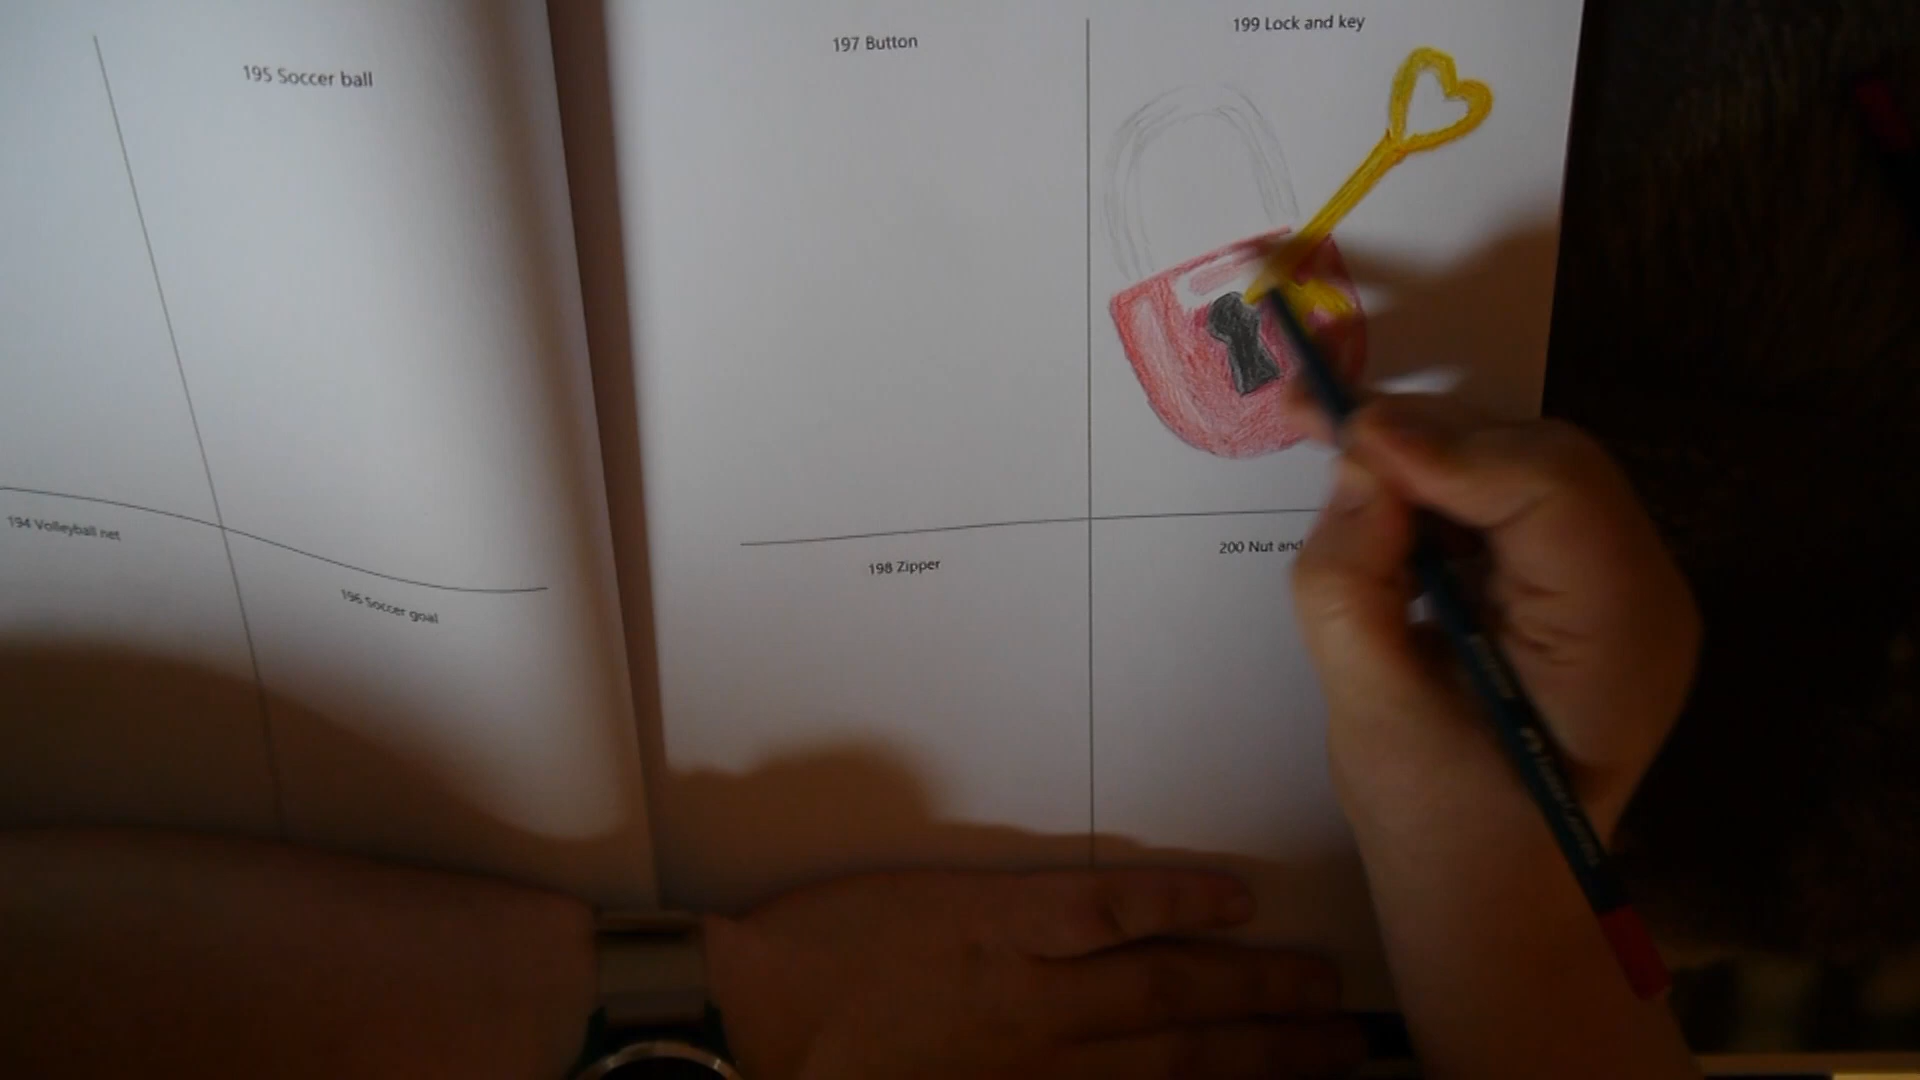 195 Soccer ball
194 Volleyball net
196 Soccer goal
197 Button
199 Lock and key
198 Zipper
200 Nut and